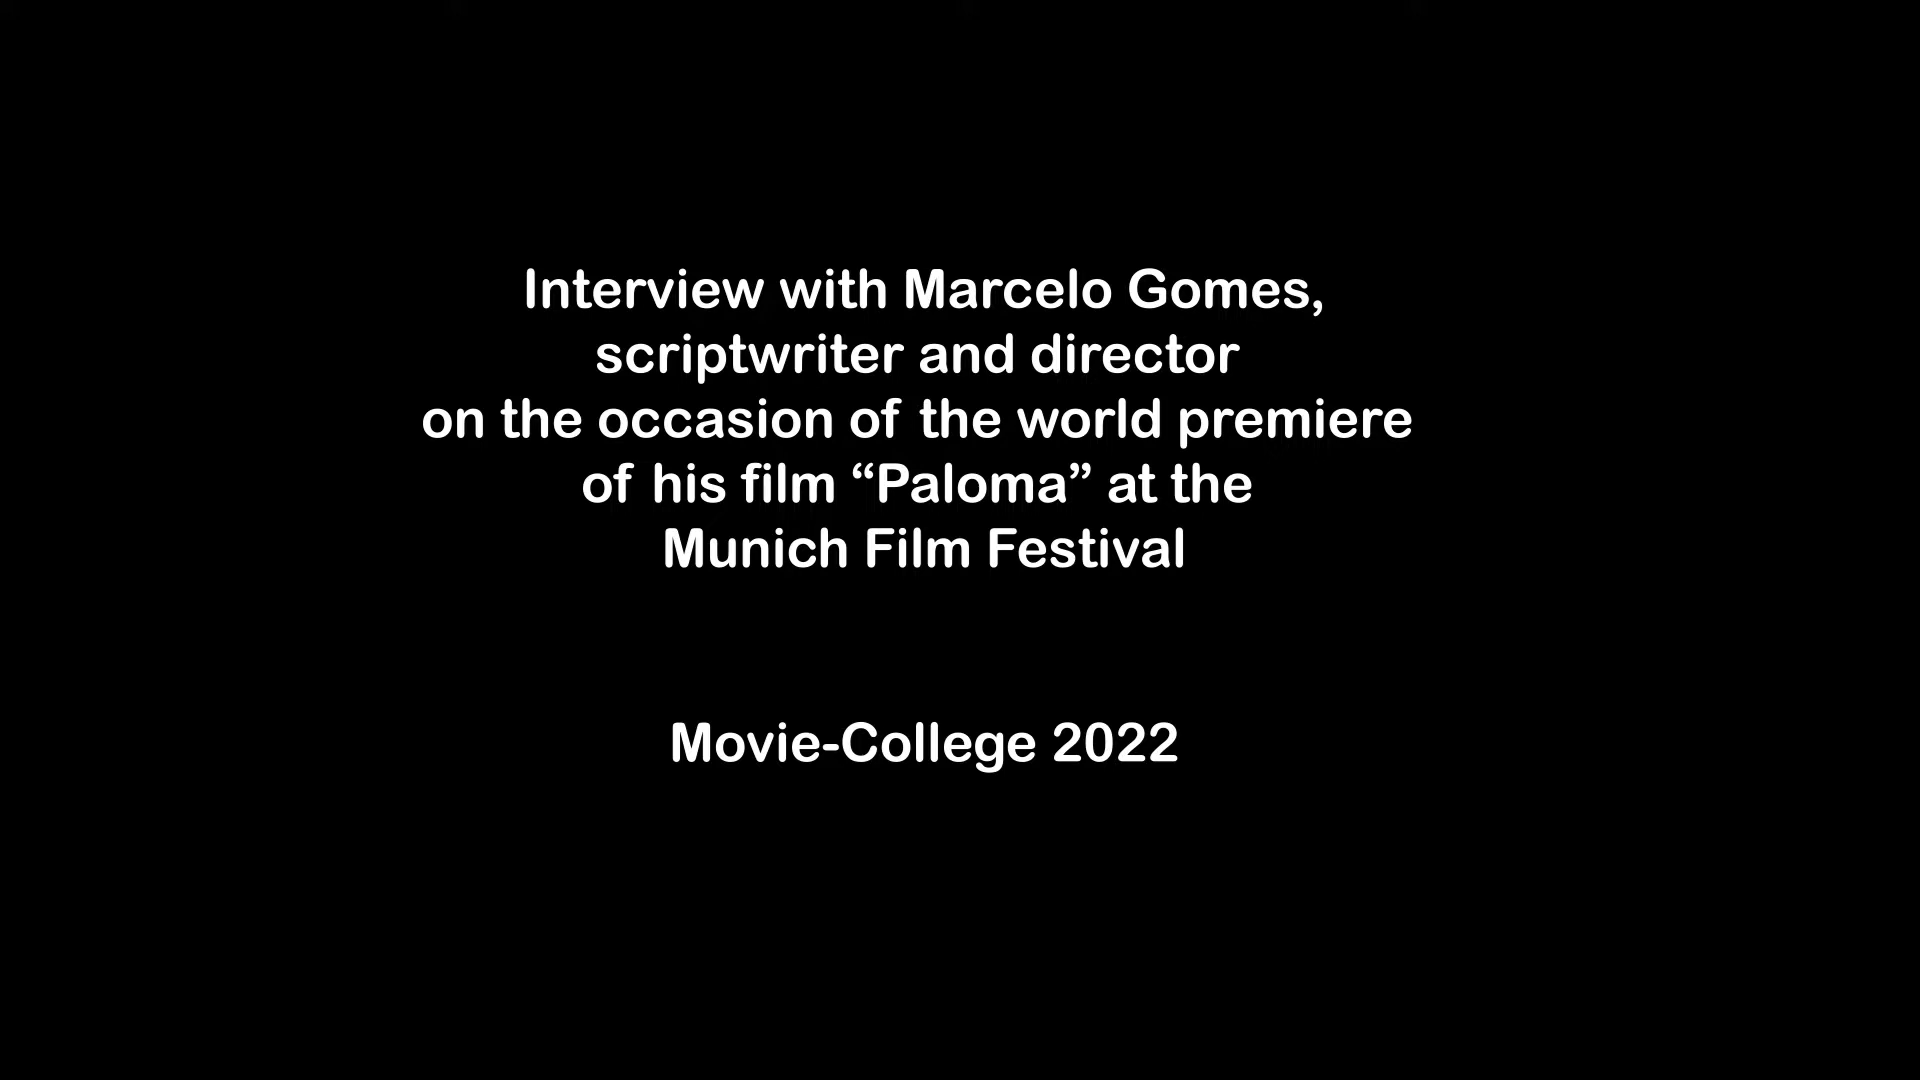 Interview with Marcelo Gomes,
scriptwriter and director
on the occasion of the world premiere
of his film “Paloma” at the
Munich Film Festival
Movie-College 2022